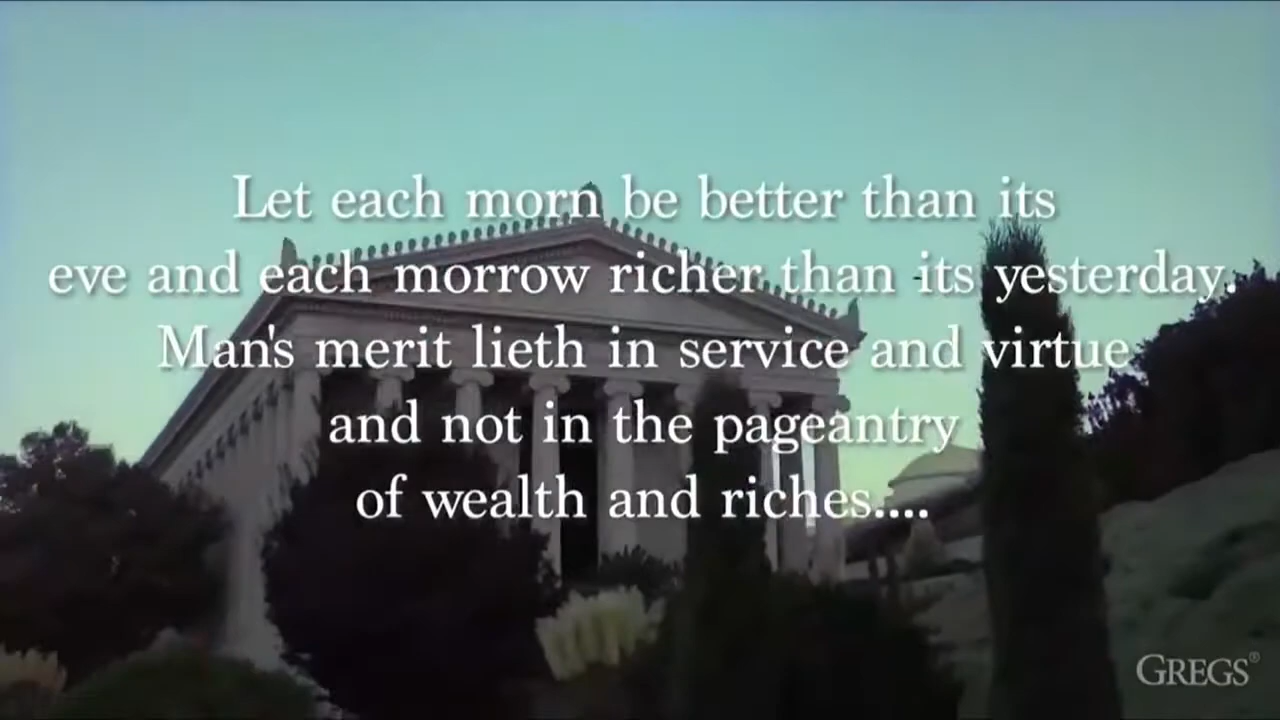 Let each morn be better than its
eve and each morrow richer than its yesterday.
Man's merit lieth in service and virtue
and not in the pageantry
of wealth and riches....
GREGS®